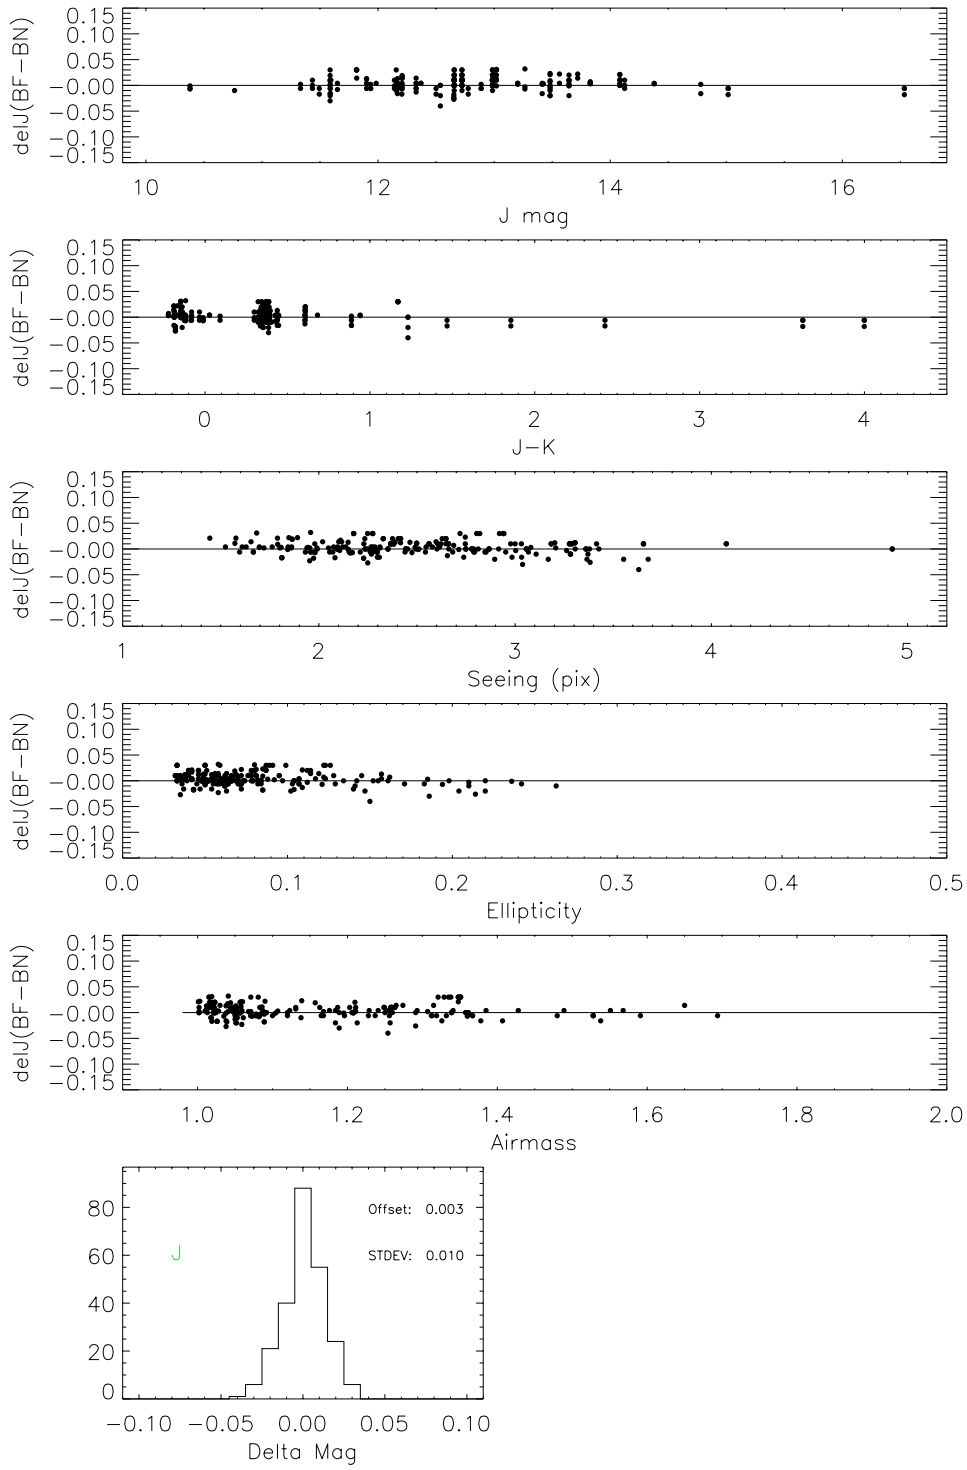 delJ(BF−BN)
0.15
0.10
0.05
−0.00
−0.05
−0.10
−0.15
10 12 14 16
J mag
delJ(BF−BN)
0.15
0.10
0.05
−0.00
−0.05
−0.10
−0.15
0 1 2 3 4
J−K
delJ(BF−BN)
0.15
0.10
0.05
−0.00
−0.05
−0.10
−0.15
1 2 3 4 5
Seeing (pix)
delJ(BF−BN)
0.15
0.10
0.05
−0.00
−0.05
−0.10
−0.15
0.0 0.1 0.2 0.3 0.4 0.5
Ellipticity
delJ(BF−BN)
0.15
0.10
0.05
−0.00
−0.05
−0.10
−0.15
1.0 1.2 1.4 1.6 1.8 2.0
Airmass
80
60
40
20
0
Offset: 0.003
J
STDEV: 0.010
−0.10 −0.05 0.00 0.05 0.10
Delta Mag